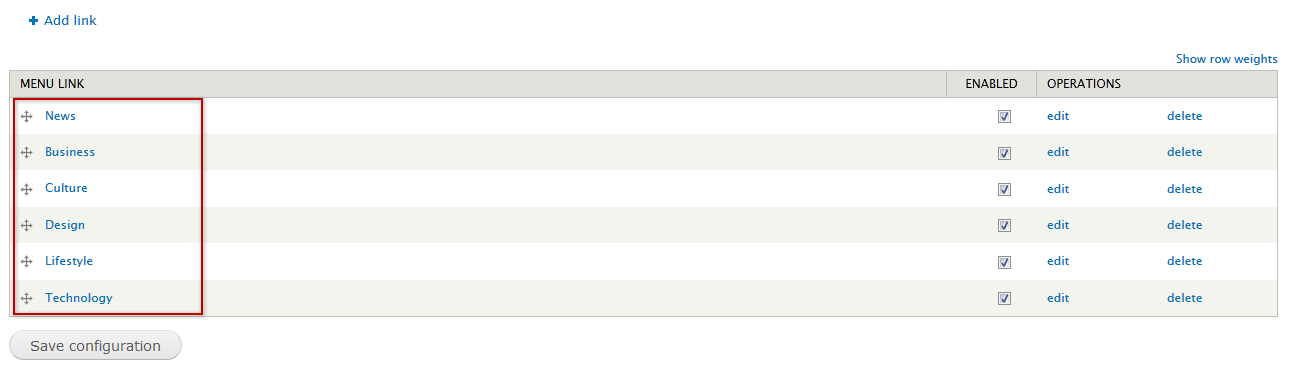 Add link
Show row weights
MENU LINK ENABLED OPERATIONS
News edit delete
Business edit delete
Culture edit delete
Design edit delete
Lifestyle edit delete
Technology edit delete
Save configuration